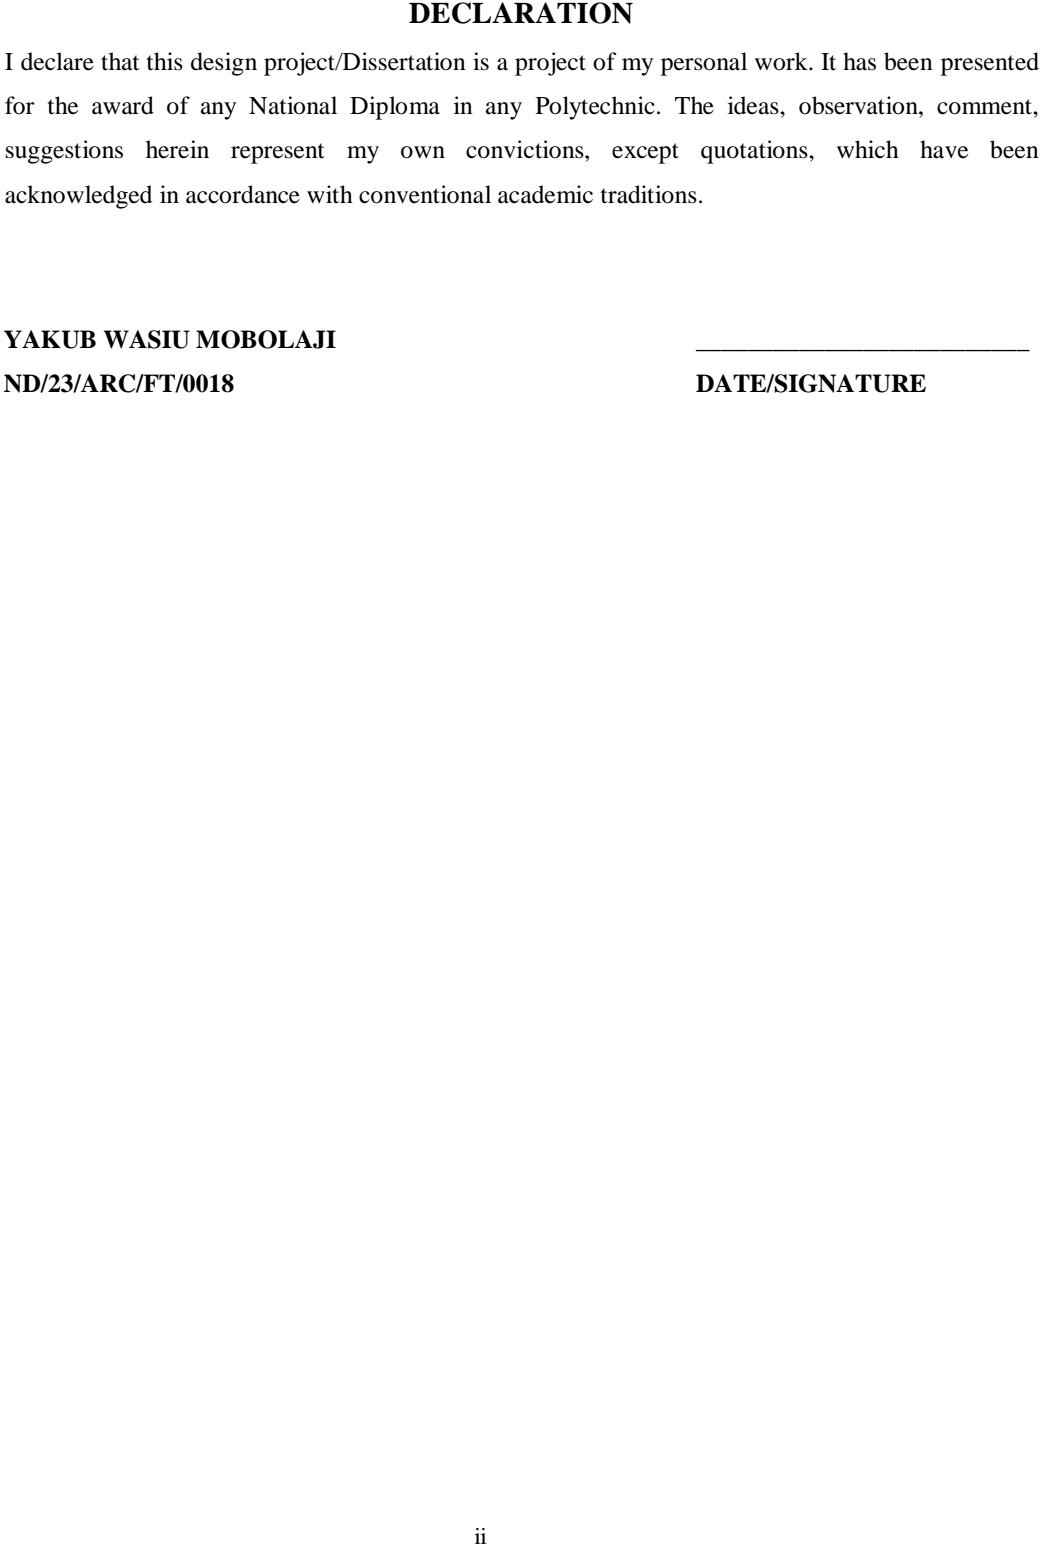 DECLARATION
I declare that this design project/Dissertation is a project of my personal work. It has been presented
for the award of any National Diploma in any Polytechnic. The ideas, observation, comment,
suggestions herein represent my own convictions, except quotations, which have been
acknowledged in accordance with conventional academic traditions.
YAKUB WASIU MOBOLAJI __________________________
ND/23/ARC/FT/0018 DATE/SIGNATURE
ii